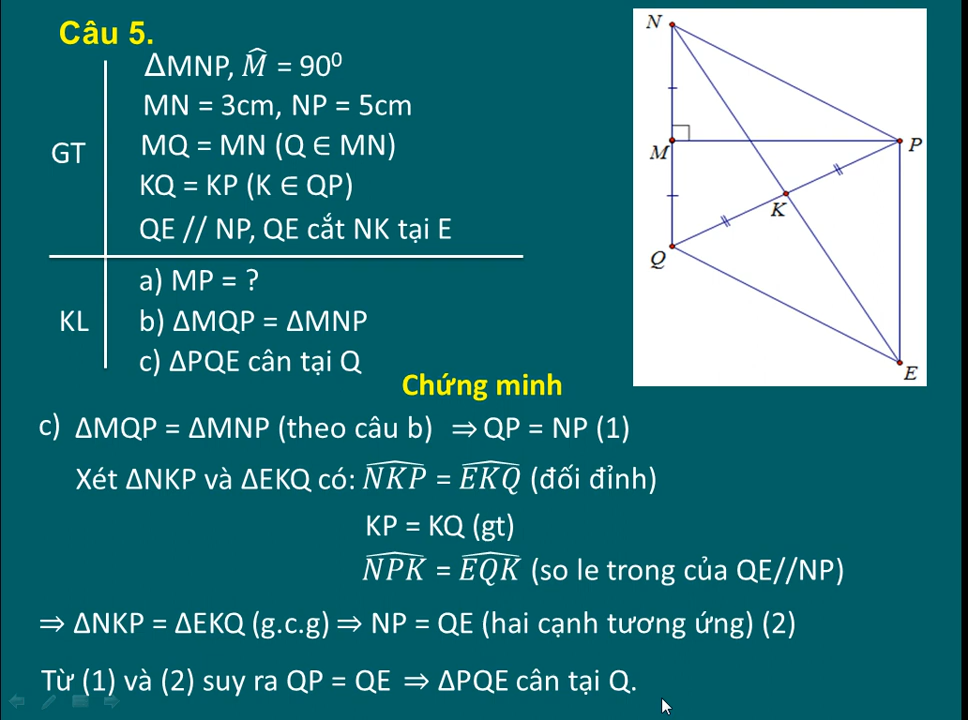 Câu 5.
ΔMNP, M̂ = 90⁰
MN = 3cm, NP = 5cm
GT
MQ = MN (Q ∈ MN)
KQ = KP (K ∈ QP)
QE // NP, QE cắt NK tại E
a) MP = ?
KL
b) ΔMQP = ΔMNP
c) ΔPQE cân tại Q
N
M
P
K
Q
E
Chứng minh
c) ΔMQP = ΔMNP (theo câu b) ⇒ QP = NP (1)
Xét ΔNKP và ΔEKQ có: \widehat{NKP} = \widehat{EKQ} (đối đỉnh)
KP = KQ (gt)
\widehat{NPK} = \widehat{EQK} (so le trong của QE//NP)
⇒ ΔNKP = ΔEKQ (g.c.g) ⇒ NP = QE (hai cạnh tương ứng) (2)
Từ (1) và (2) suy ra QP = QE ⇒ ΔPQE cân tại Q.